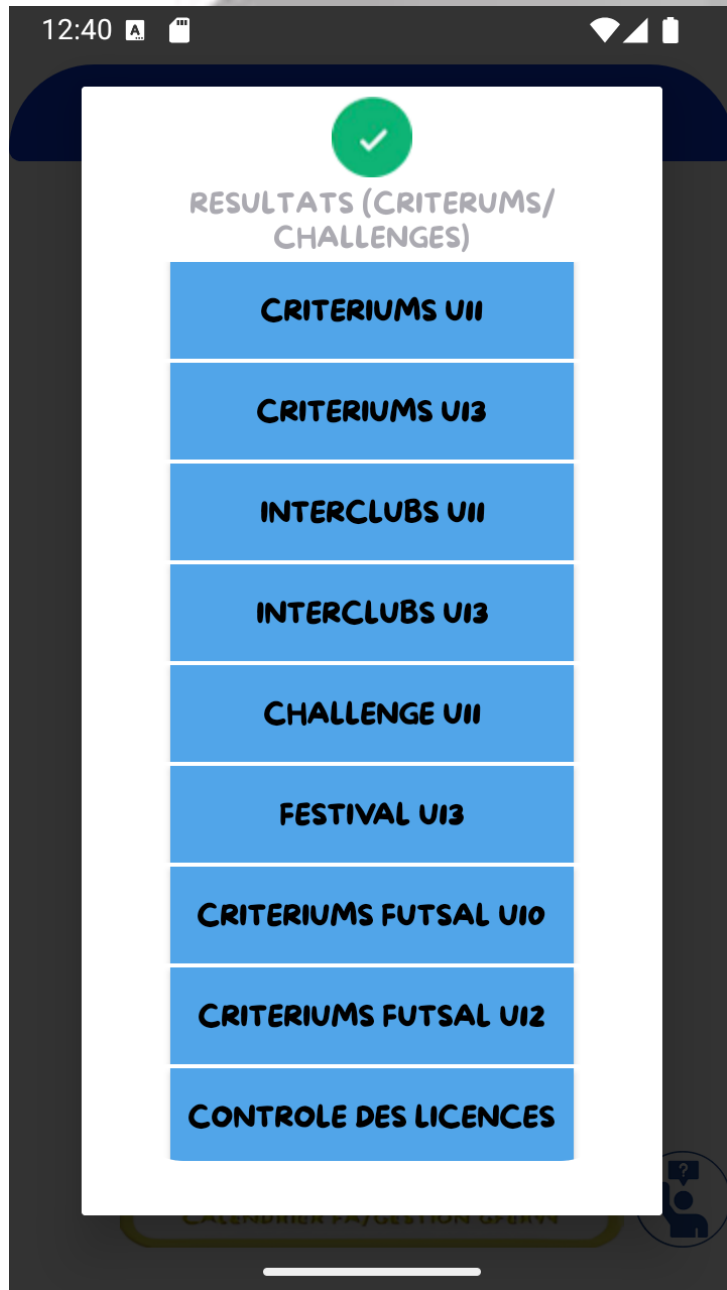 12:40
RESULTATS (CRITERUMS/
CHALLENGES)
CRITERIUMS U11
CRITERIUMS U13
INTERCLUBS U11
INTERCLUBS U13
CHALLENGE U11
FESTIVAL U13
CRITERIUMS FUTSAL U10
CRITERIUMS FUTSAL U12
CONTROLE DES LICENCES
?
CALENDRIER